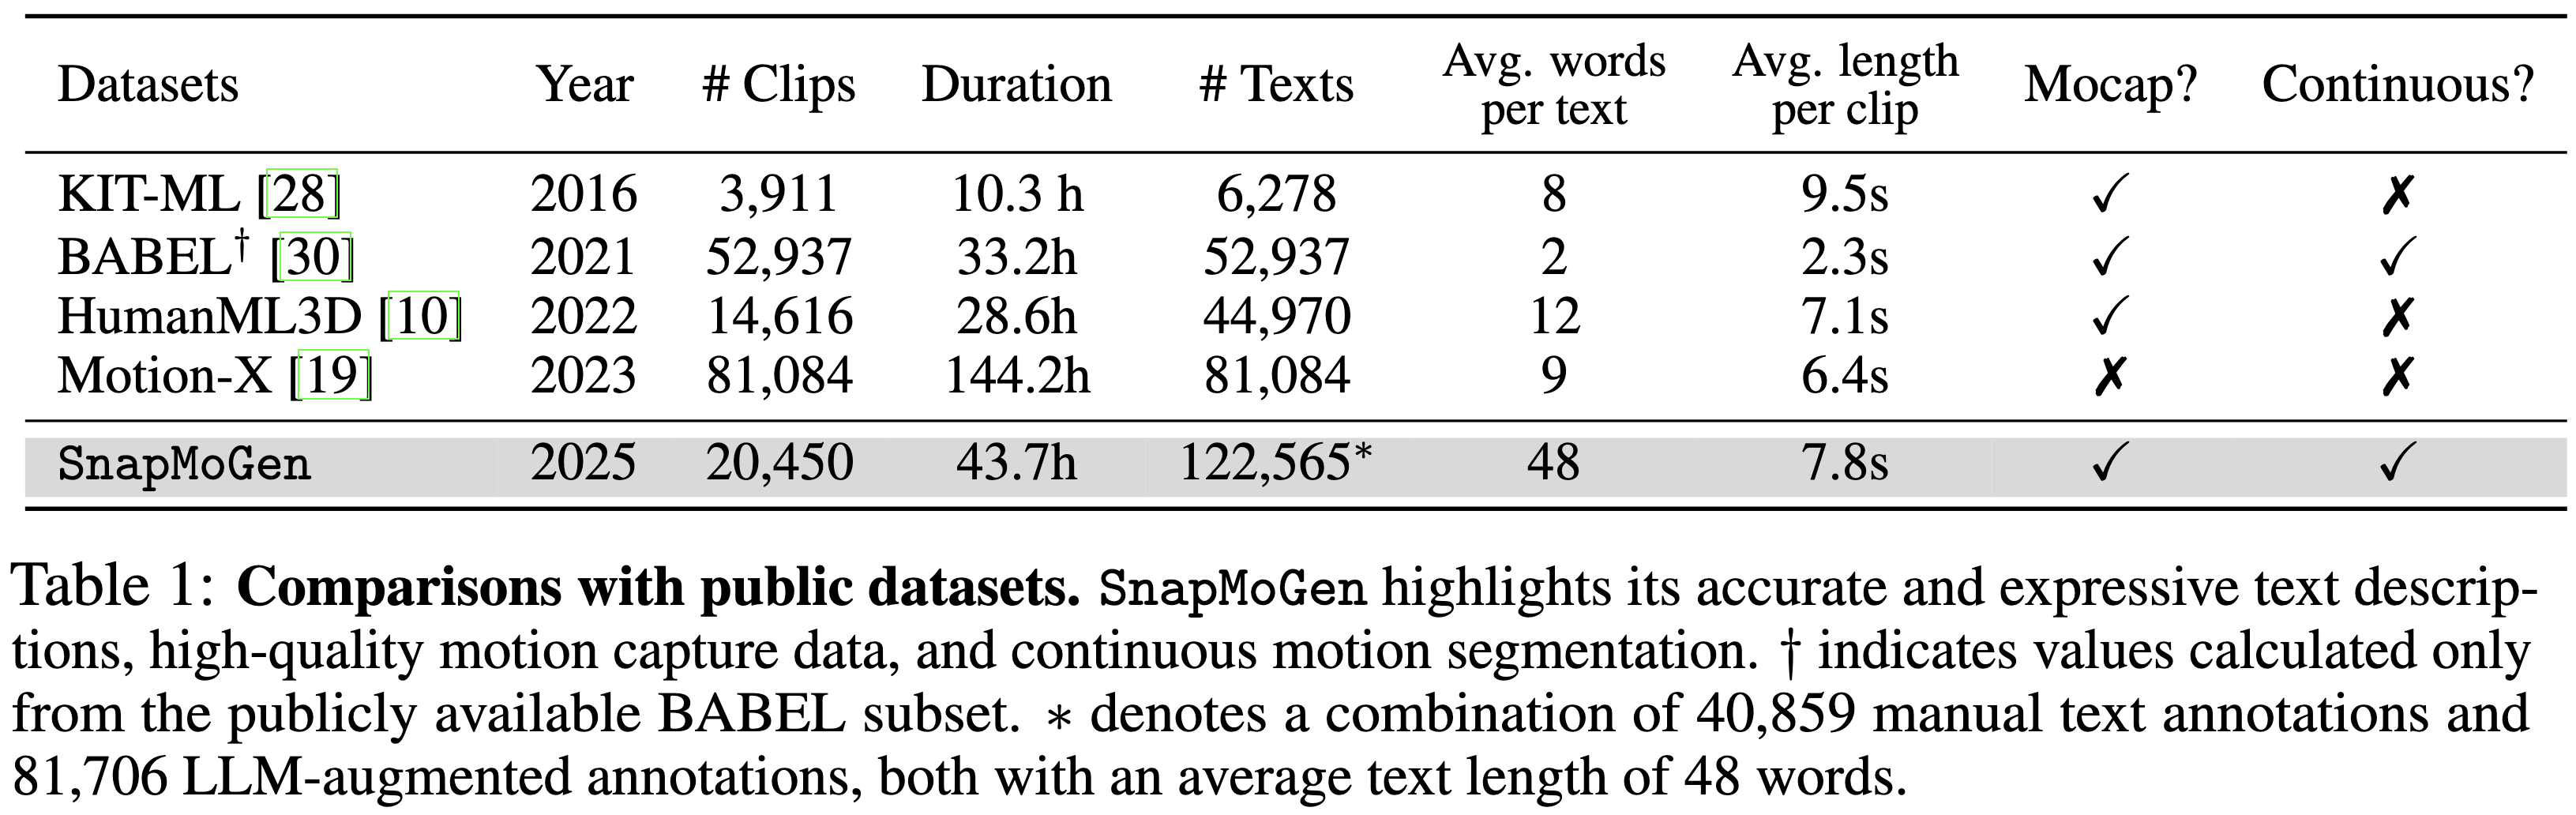 Datasets Year # Clips Duration # Texts Avg. words per text Avg. length per clip Mocap? Continuous?
KIT-ML [28] 2016 3,911 10.3 h 6,278 8 9.5s ✓ ✗
BABEL† [30] 2021 52,937 33.2h 52,937 2 2.3s ✓ ✓
HumanML3D [10] 2022 14,616 28.6h 44,970 12 7.1s ✓ ✗
Motion-X [19] 2023 81,084 144.2h 81,084 9 6.4s ✗ ✗
SnapMoGen 2025 20,450 43.7h 122,565* 48 7.8s ✓ ✓
Table 1: Comparisons with public datasets. SnapMoGen highlights its accurate and expressive text descrip-
tions, high-quality motion capture data, and continuous motion segmentation. † indicates values calculated only
from the publicly available BABEL subset. * denotes a combination of 40,859 manual text annotations and
81,706 LLM-augmented annotations, both with an average text length of 48 words.